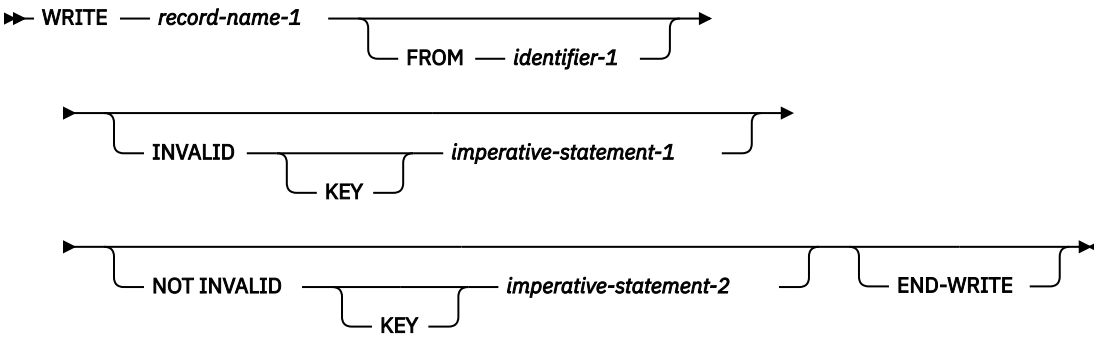 WRITE record-name-1
FROM identifier-1
INVALID imperative-statement-1
KEY
NOT INVALID imperative-statement-2
END-WRITE
KEY